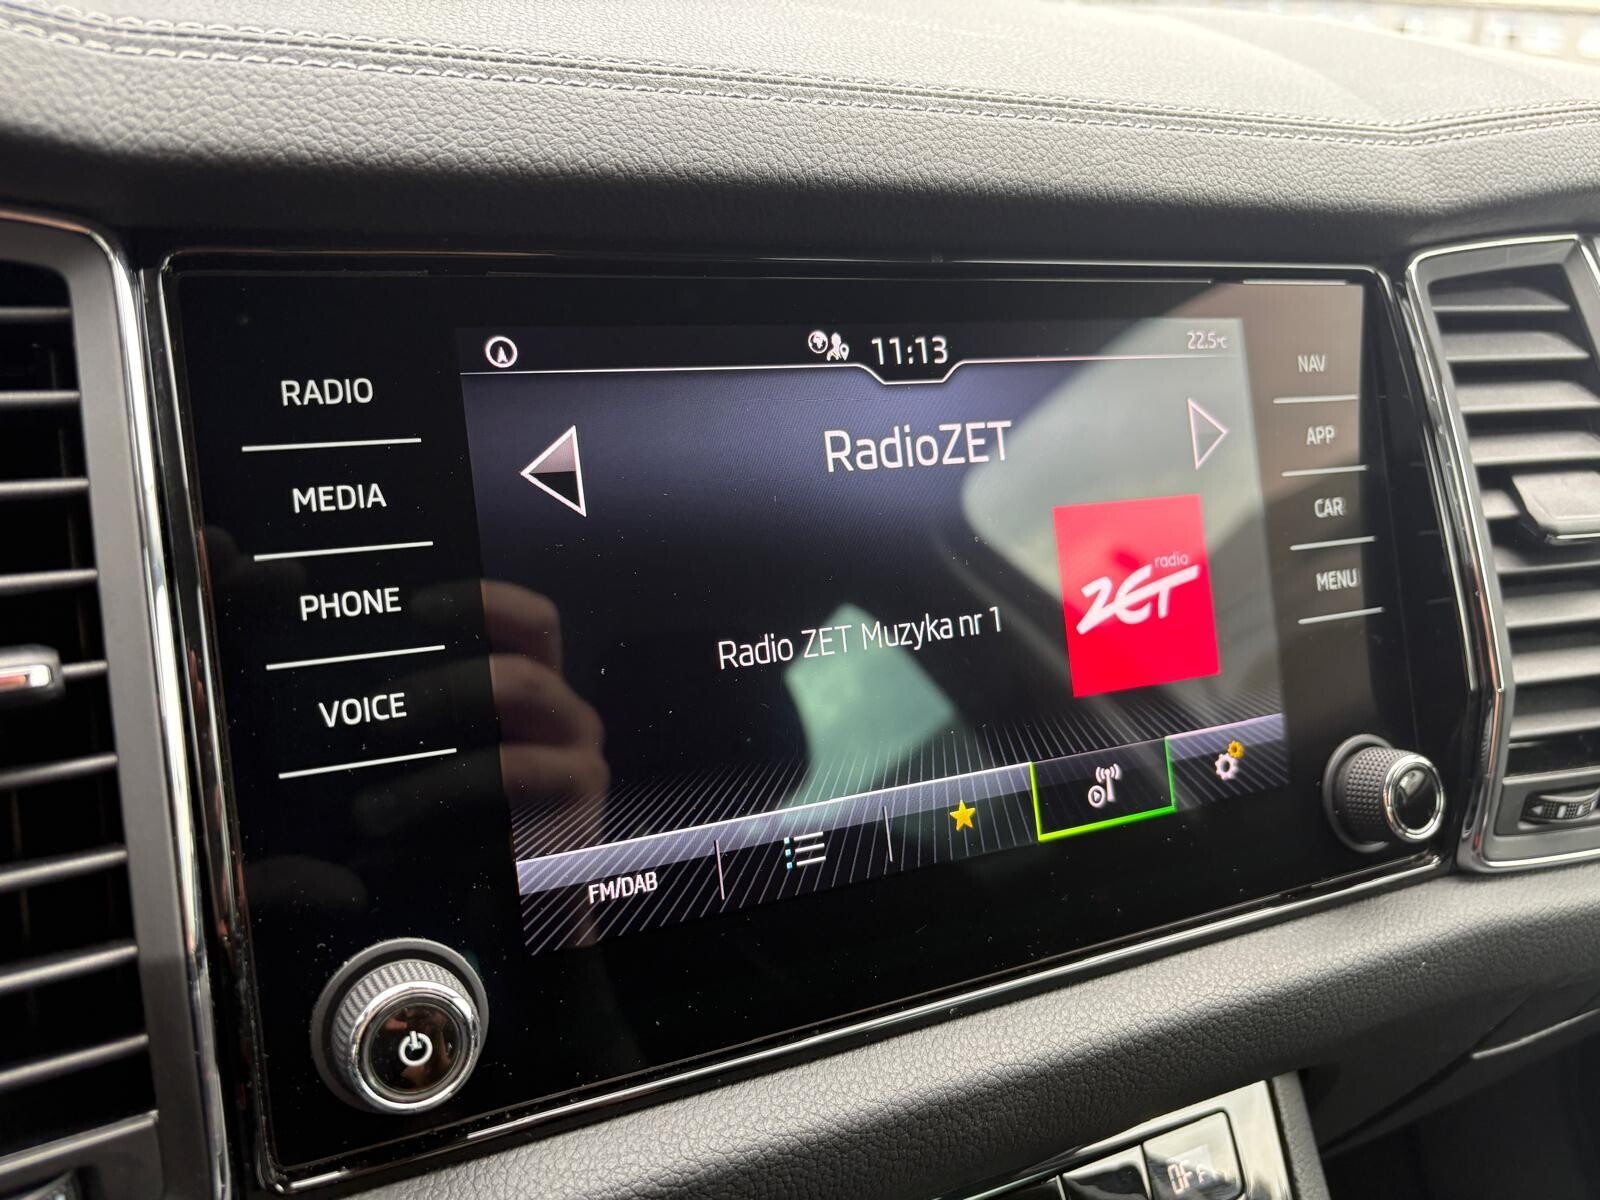 11:13
22.5°C
RADIO
MEDIA
PHONE
VOICE
RadioZET
radio
ZET
Radio ZET Muzyka nr 1
FM/DAB
NAV
APP
CAR
MENU
OFF